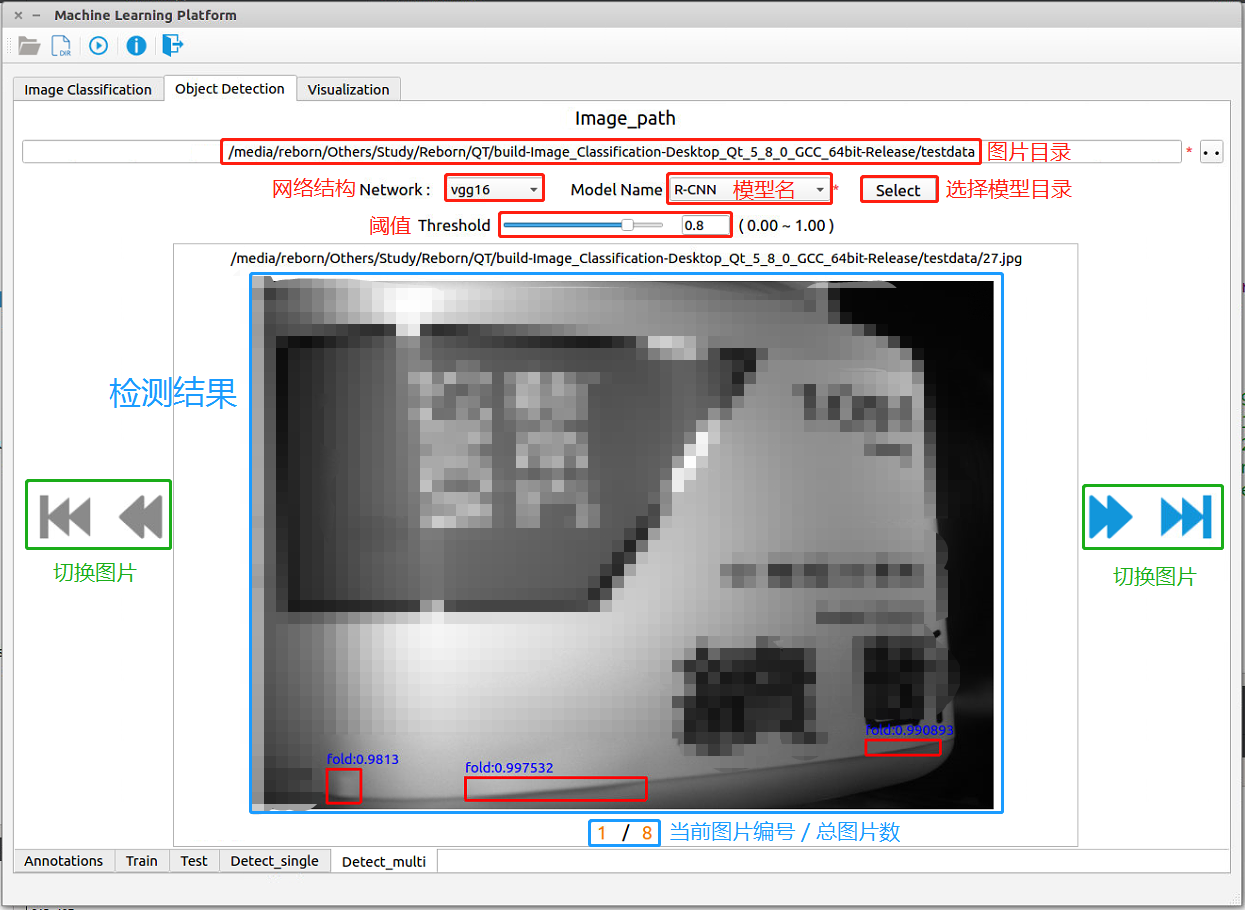 Machine Learning Platform
DIR
Image Classification Object Detection Visualization
Image_path
/media/reborn/Others/Study/Reborn/QT/build-Image_Classification-Desktop_Qt_5_8_0_GCC_64bit-Release/testdata 图片目录 * ..
网络结构 Network : vgg16 Model Name R-CNN 模型名 * Select 选择模型目录
阈值 Threshold 0.8 ( 0.00 ~ 1.00 )
/media/reborn/Others/Study/Reborn/QT/build-Image_Classification-Desktop_Qt_5_8_0_GCC_64bit-Release/testdata/27.jpg
检测结果
切换图片
切换图片
fold:0.990893
fold:0.9813
fold:0.997532
1 / 8 当前图片编号 / 总图片数
Annotations Train Test Detect_single Detect_multi